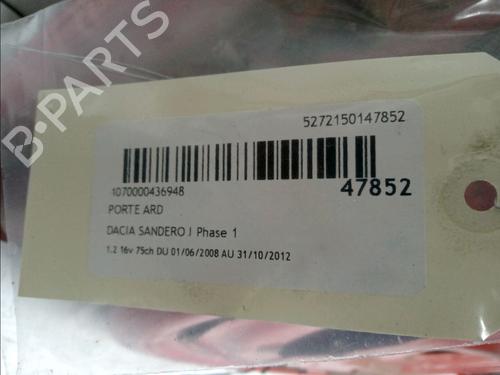 B-PARTS
5272150147852
1070000436948
47852
PORTE ARD
DACIA SANDERO I Phase 1
1.2 16v 75ch DU 01/06/2008 AU 31/10/2012